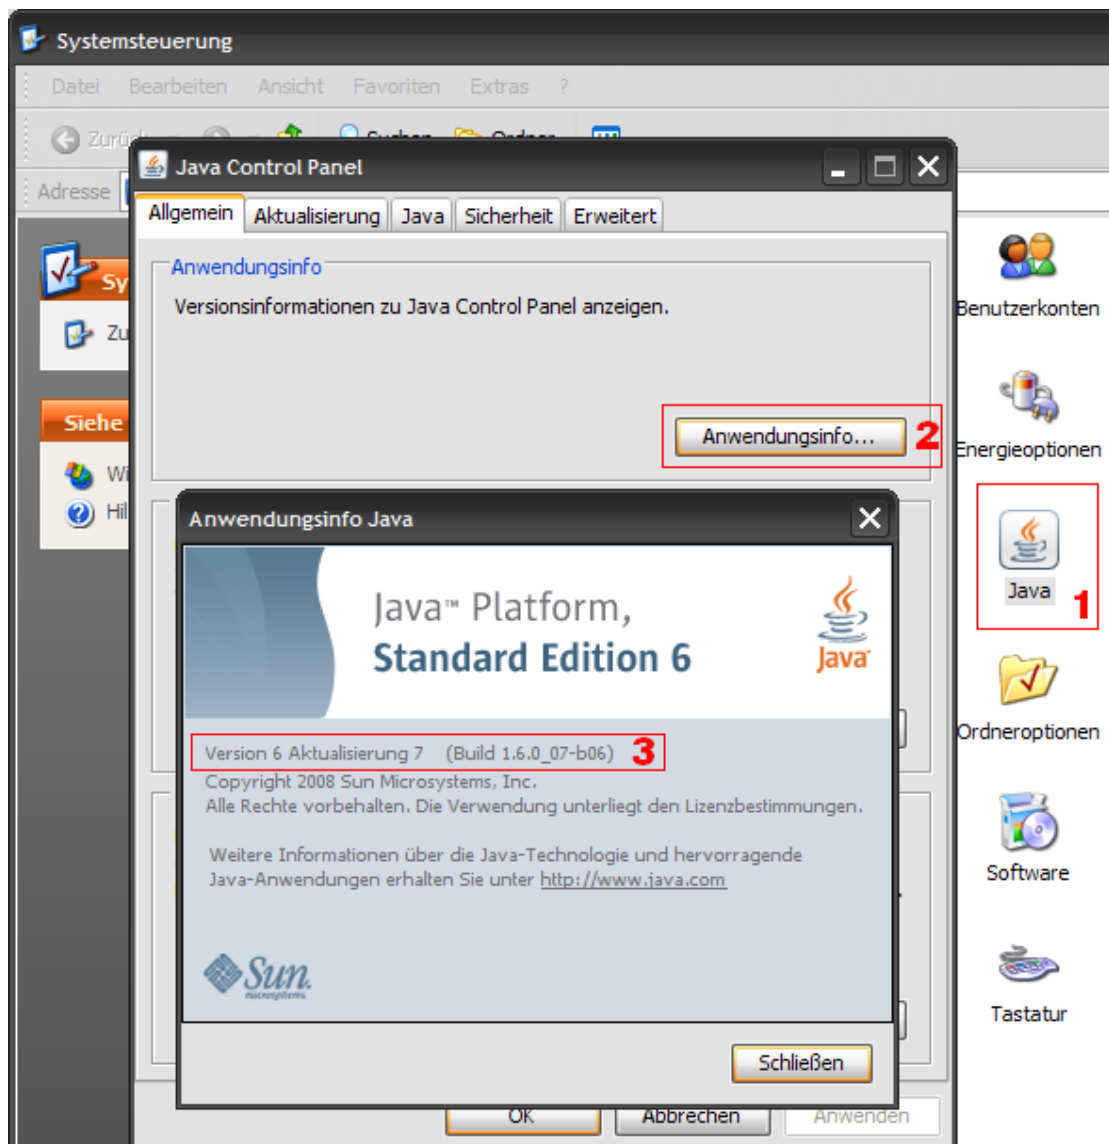 Systemsteuerung
Datei Bearbeiten Ansicht Favoriten Extras ?
Suchen Ordner
Java Control Panel
Adresse
Allgemein Aktualisierung Java Sicherheit Erweitert
Anwendungsinfo
Versionsinformationen zu Java Control Panel anzeigen.
Benutzerkonten
Siehe
Anwendungsinfo... 2
Energieoptionen
Anwendungsinfo Java
Java™ Platform,
Standard Edition 6
Java
Java 1
Version 6 Aktualisierung 7 (Build 1.6.0_07-b06) 3
Ordneroptionen
Copyright 2008 Sun Microsystems, Inc.
Alle Rechte vorbehalten. Die Verwendung unterliegt den Lizenzbestimmungen.
Weitere Informationen über die Java-Technologie und hervorragende
Java-Anwendungen erhalten Sie unter http://www.java.com
Software
Sun
microsystems
Tastatur
Schließen
OK Abbrechen Anwenden